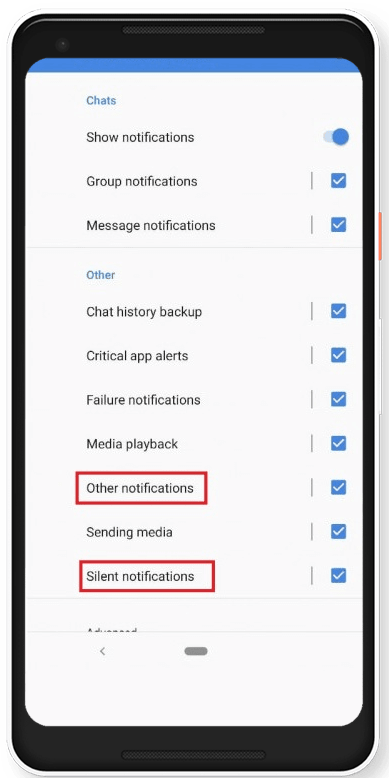 Chats
Show notifications
Group notifications
Message notifications
Other
Chat history backup
Critical app alerts
Failure notifications
Media playback
Other notifications
Sending media
Silent notifications
Advanced